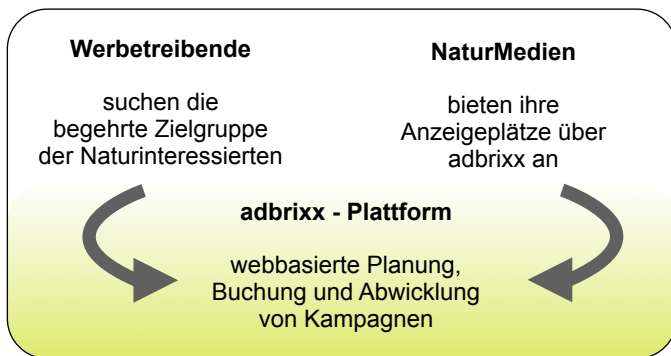 Werbetreibende
suchen die
begehrte Zielgruppe
der Naturinteressierten
NaturMedien
bieten ihre
Anzeigeplätze über
adbrixx an
adbrixx - Plattform
webbasierte Planung,
Buchung und Abwicklung
von Kampagnen